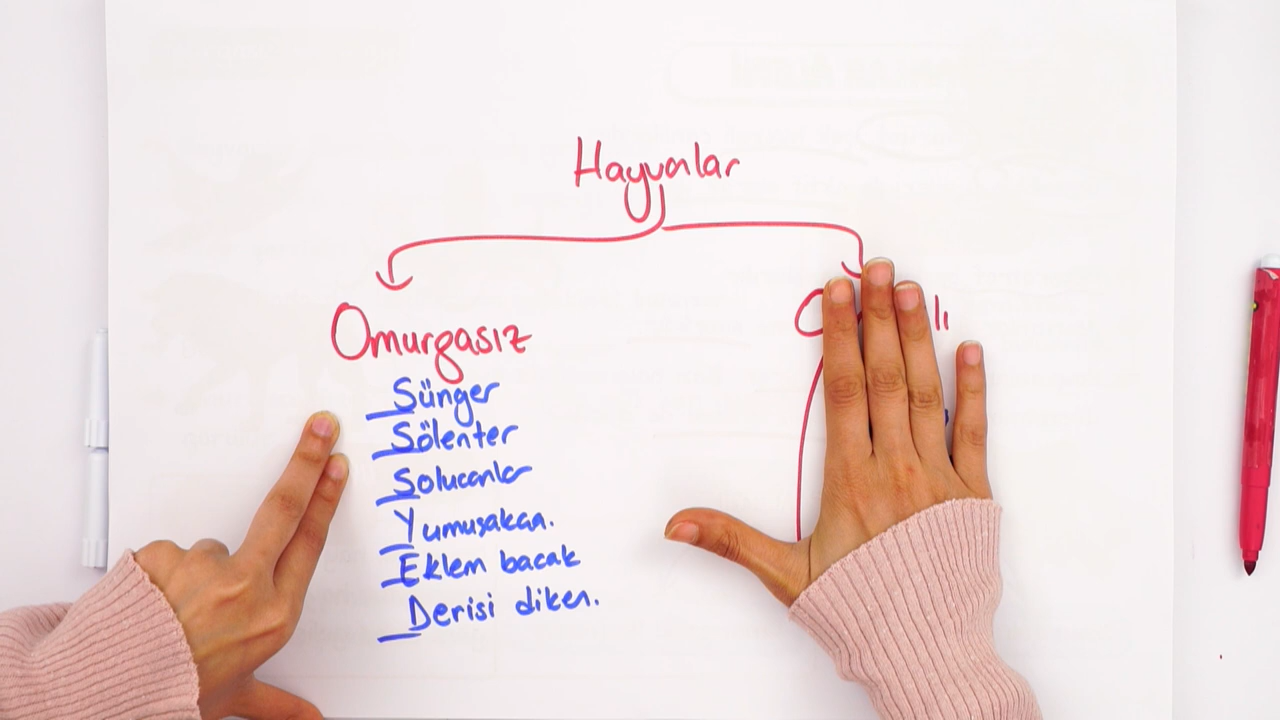 Hayvanlar
Omurgasız
Sünger
Sölenter
Solucanlar
Yumuşakça.
Eklem bacak
Derisi diken.